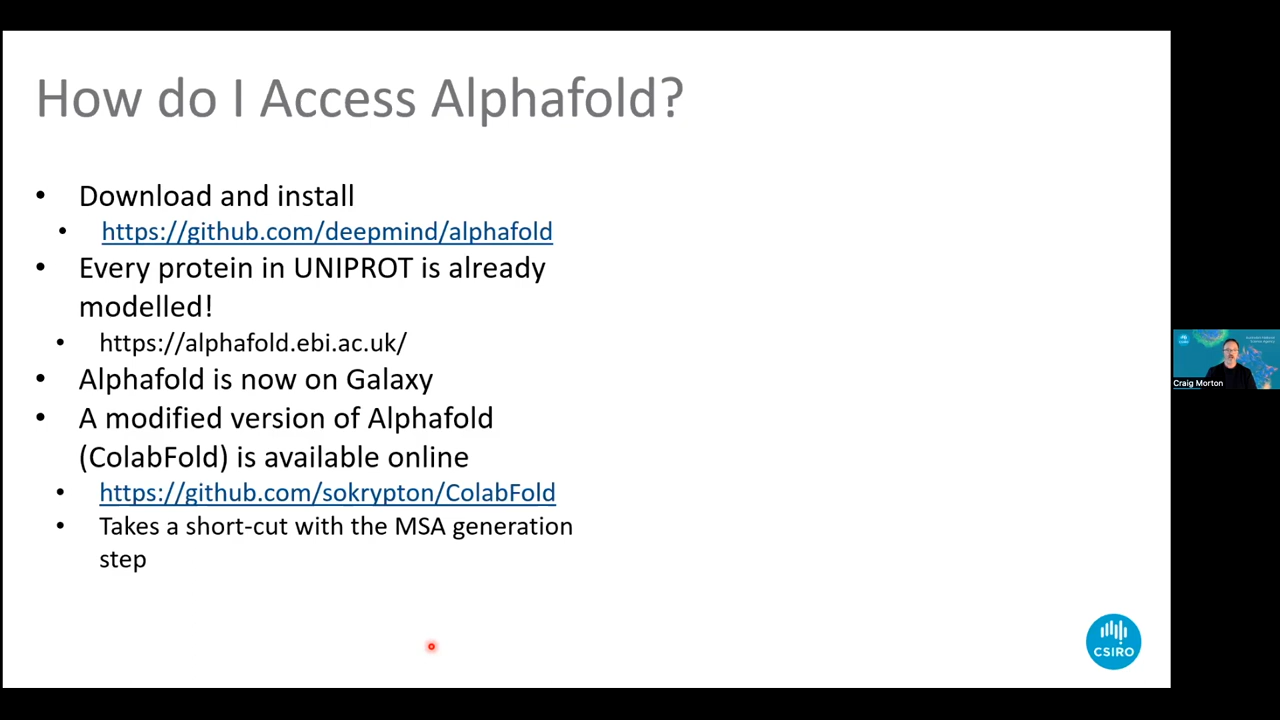 How do I Access Alphafold?
• Download and install
• https://github.com/deepmind/alphafold
• Every protein in UNIPROT is already
modelled!
• https://alphafold.ebi.ac.uk/
• Alphafold is now on Galaxy
• A modified version of Alphafold
(ColabFold) is available online
• https://github.com/sokrypton/ColabFold
• Takes a short-cut with the MSA generation
step
Craig Morton
CSIRO